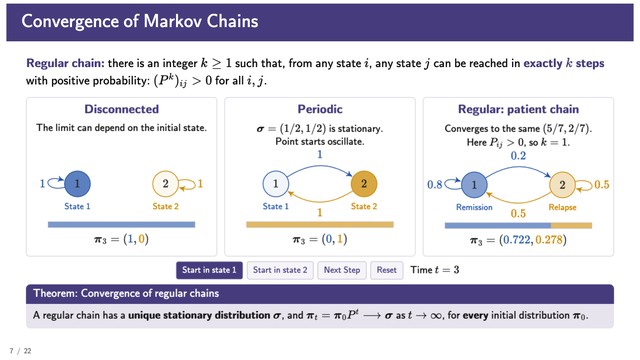 Convergence of Markov Chains
Regular chain: there is an integer k ≥ 1 such that, from any state i, any state j can be reached in exactly k steps
with positive probability: (P^k)_{ij} > 0 for all i, j.
Disconnected
The limit can depend on the initial state.
1 1 2 1
State 1 State 2
π₃ = (1, 0)
Periodic
σ = (1/2, 1/2) is stationary.
Point starts oscillate.
1
1 2
State 1 State 2
1
π₃ = (0, 1)
Regular: patient chain
Converges to the same (5/7, 2/7).
Here P_{ij} > 0, so k = 1.
0.2
0.8 1 2 0.5
Remission Relapse
0.5
π₃ = (0.722, 0.278)
Start in state 1 Start in state 2 Next Step Reset Time t = 3
Theorem: Convergence of regular chains
A regular chain has a unique stationary distribution σ, and π_t = π₀P^t ⟶ σ as t → ∞, for every initial distribution π₀.
7 / 22